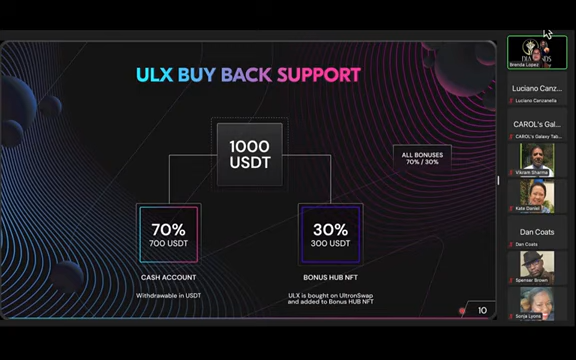 ULX BUY BACK SUPPORT
1000
USDT
ALL BONUSES
70% / 30%
70%
700 USDT
30%
300 USDT
CASH ACCOUNT
BONUS HUB NFT
Withdrawable in USDT
ULX is bought on UltronSwap
and added to Bonus HUB NFT
10
Brenda Lopez
Luciano Canz...
Luciano Canzanella
CAROL's Gal...
CAROL's Galaxy Tab...
Vikram Sharma
Kate Daniel
Dan Coats
Dan Coats
Spenser Brown
Sonja Lyons